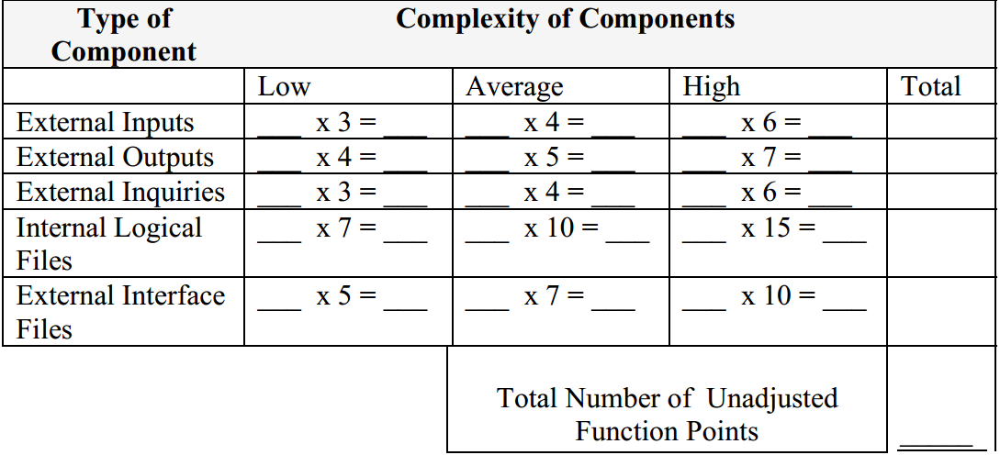 Type of Component Complexity of Components
Low Average High Total
External Inputs ___ x 3 = ___ ___ x 4 = ___ ___ x 6 = ___
External Outputs ___ x 4 = ___ ___ x 5 = ___ ___ x 7 = ___
External Inquiries ___ x 3 = ___ ___ x 4 = ___ ___ x 6 = ___
Internal Logical Files ___ x 7 = ___ ___ x 10 = ___ ___ x 15 = ___
External Interface Files ___ x 5 = ___ ___ x 7 = ___ ___ x 10 = ___
Total Number of Unadjusted
Function Points _____